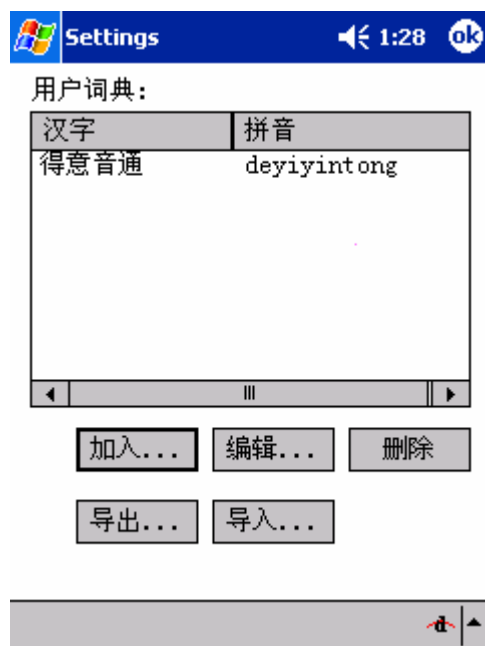 Settings 1:28 ok
用户词典:
汉字 拼音
得意音通 deyiyintong
加入... 编辑... 删除
导出... 导入...
d